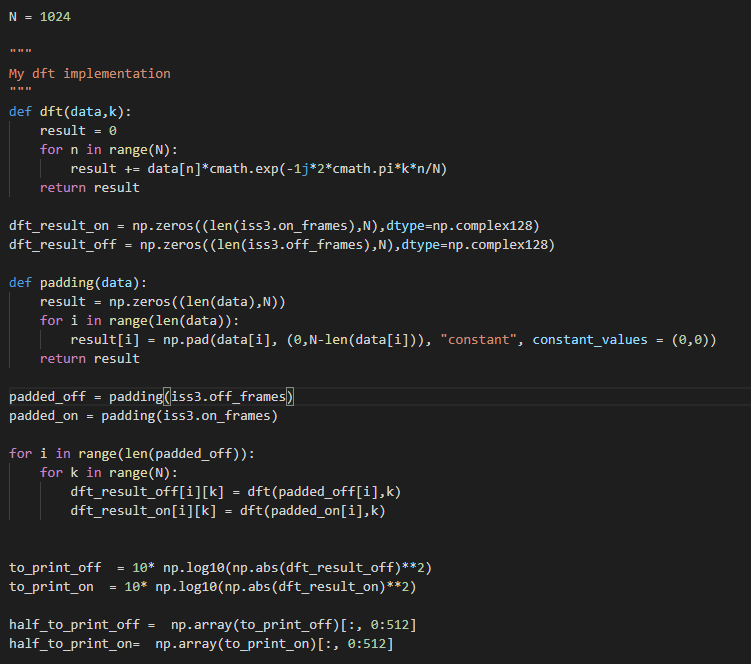 N = 1024
"""
My dft implementation
"""
def dft(data,k):
    result = 0
    for n in range(N):
        result += data[n]*cmath.exp(-1j*2*cmath.pi*k*n/N)
    return result
dft_result_on = np.zeros((len(iss3.on_frames),N),dtype=np.complex128)
dft_result_off = np.zeros((len(iss3.off_frames),N),dtype=np.complex128)
def padding(data):
    result = np.zeros((len(data),N))
    for i in range(len(data)):
        result[i] = np.pad(data[i], (0,N-len(data[i])), "constant", constant_values = (0,0))
    return result
padded_off = padding(iss3.off_frames)
padded_on = padding(iss3.on_frames)
for i in range(len(padded_off)):
    for k in range(N):
        dft_result_off[i][k] = dft(padded_off[i],k)
        dft_result_on[i][k] = dft(padded_on[i],k)
to_print_off  = 10* np.log10(np.abs(dft_result_off)**2)
to_print_on  = 10* np.log10(np.abs(dft_result_on)**2)
half_to_print_off =  np.array(to_print_off)[:, 0:512]
half_to_print_on=  np.array(to_print_on)[:, 0:512]